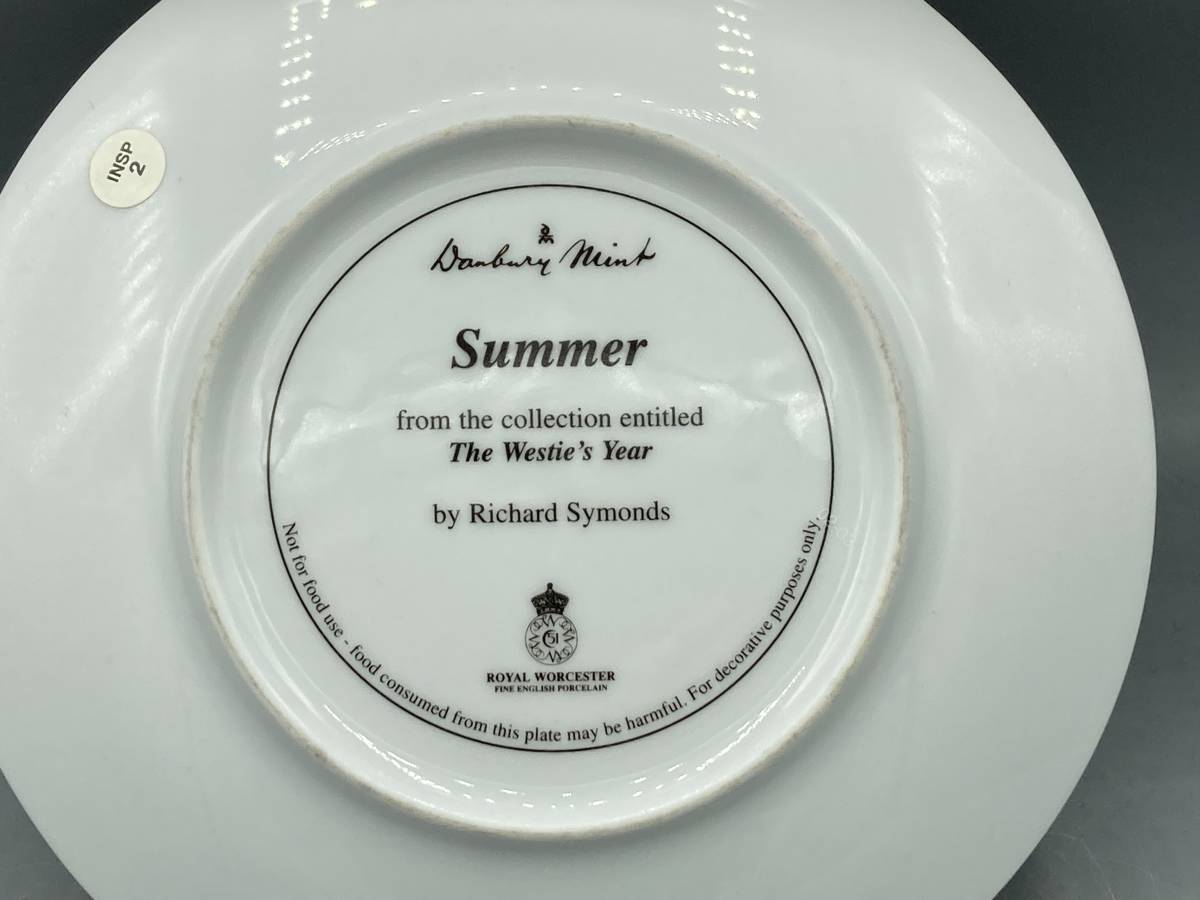 INSP
2
Danbury Mint
Summer
from the collection entitled
The Westie's Year
by Richard Symonds
51
ROYAL WORCESTER
FINE ENGLISH PORCELAIN
Not for food use - food consumed from this plate may be harmful. For decorative purposes only.